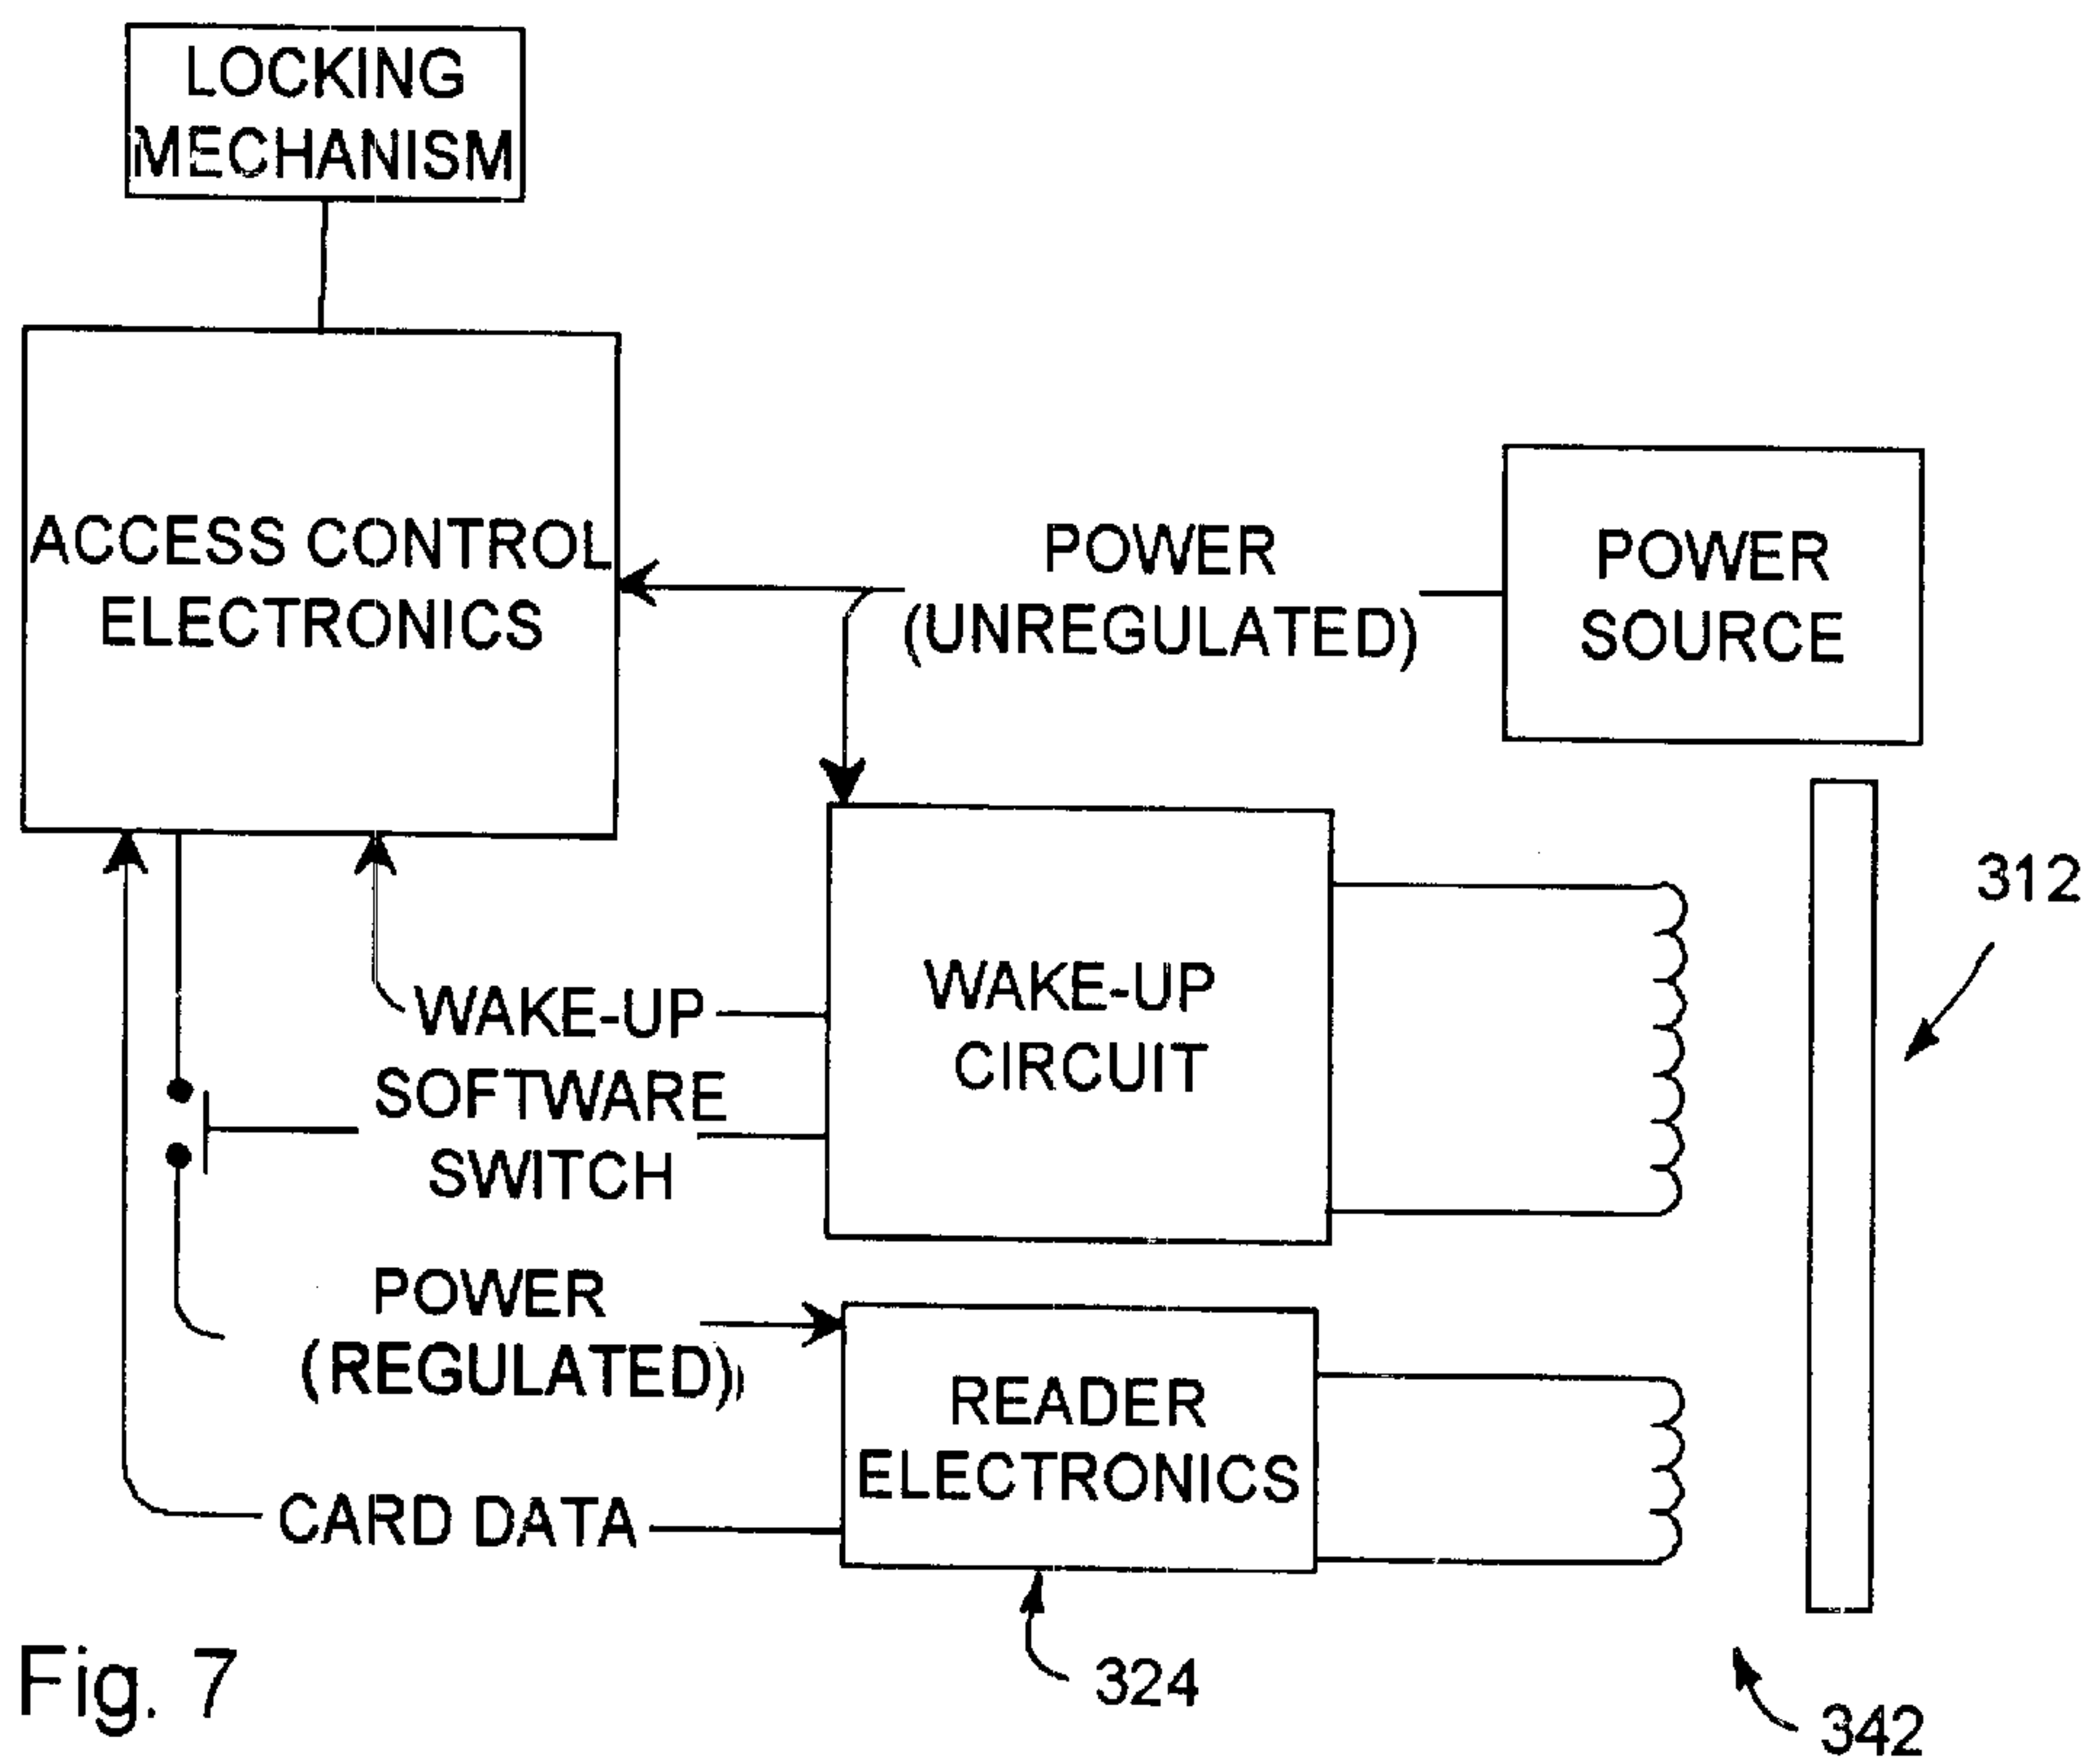 LOCKING
MECHANISM
ACCESS CONTROL
ELECTRONICS
POWER
(UNREGULATED)
POWER
SOURCE
312
WAKE-UP
SOFTWARE
SWITCH
WAKE-UP
CIRCUIT
POWER
(REGULATED))
READER
ELECTRONICS
CARD DATA
324
342
Fig. 7